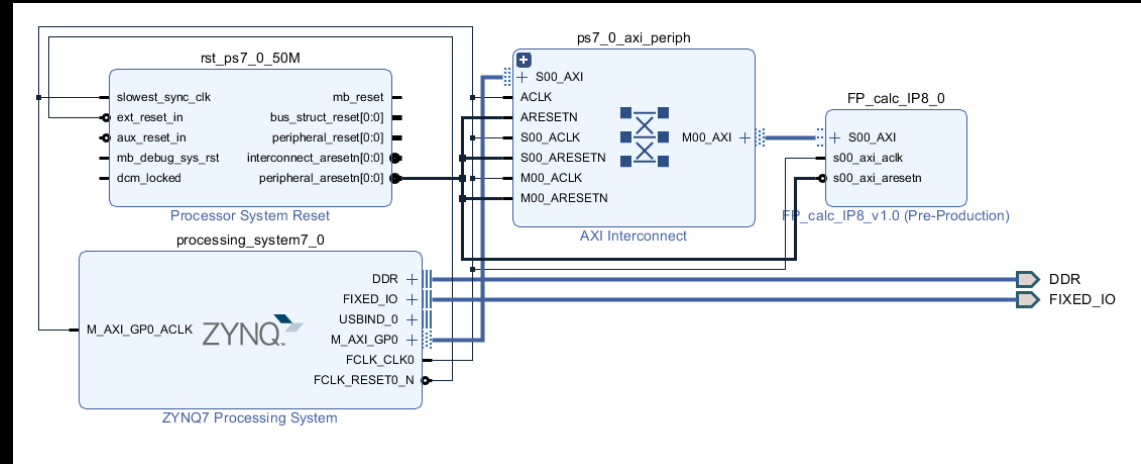 ps7_0_axi_periph
rst_ps7_0_50M
S00_AXI
slowest_sync_clk
mb_reset
ACLK
FP_calc_IP8_0
ext_reset_in
bus_struct_reset[0:0]
ARESETN
aux_reset_in
peripheral_reset[0:0]
S00_ACLK
M00_AXI
S00_AXI
mb_debug_sys_rst
interconnect_aresetn[0:0]
S00_ARESETN
s00_axi_aclk
dcm_locked
peripheral_aresetn[0:0]
M00_ACLK
s00_axi_aresetn
M00_ARESETN
Processor System Reset
FP_calc_IP8_v1.0 (Pre-Production)
AXI Interconnect
processing_system7_0
DDR
DDR
FIXED_IO
FIXED_IO
USBIND_0
M_AXI_GP0_ACLK
ZYNQ
M_AXI_GP0
FCLK_CLK0
FCLK_RESET0_N
ZYNQ7 Processing System